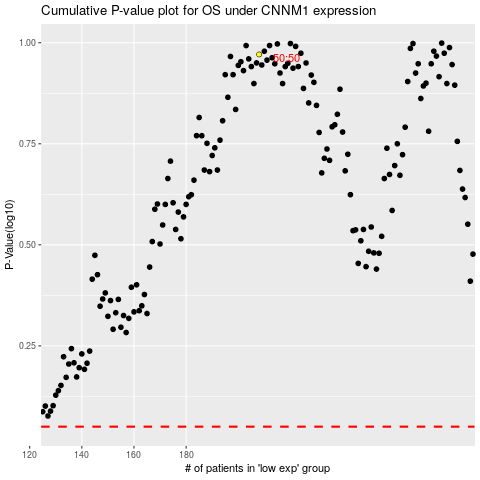 Cumulative P-value plot for OS under CNNM1 expression
1.00
50:50
0.75
P-Value(log10)
0.50
0.25
120 140 160 180
# of patients in 'low exp' group